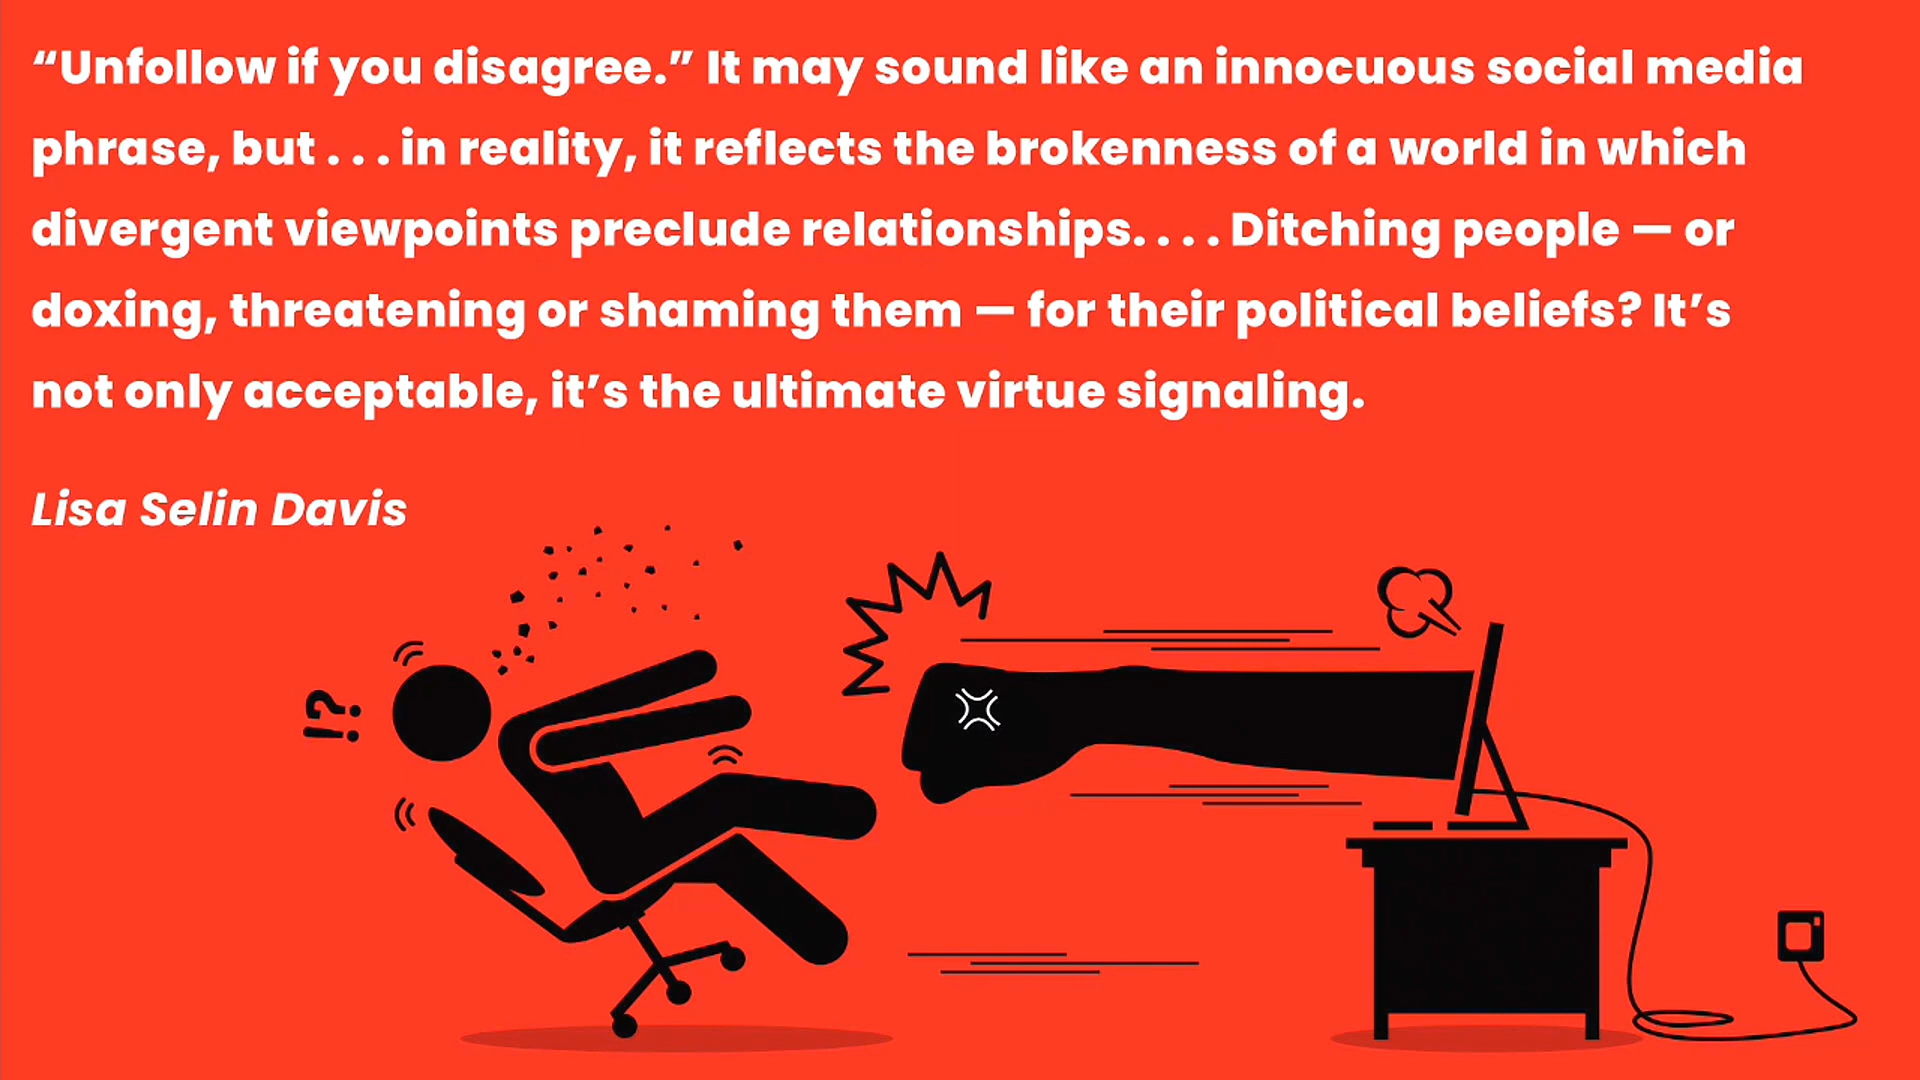 “Unfollow if you disagree.” It may sound like an innocuous social media
phrase, but . . . in reality, it reflects the brokenness of a world in which
divergent viewpoints preclude relationships. . . . Ditching people — or
doxing, threatening or shaming them — for their political beliefs? It’s
not only acceptable, it’s the ultimate virtue signaling.
Lisa Selin Davis
!?